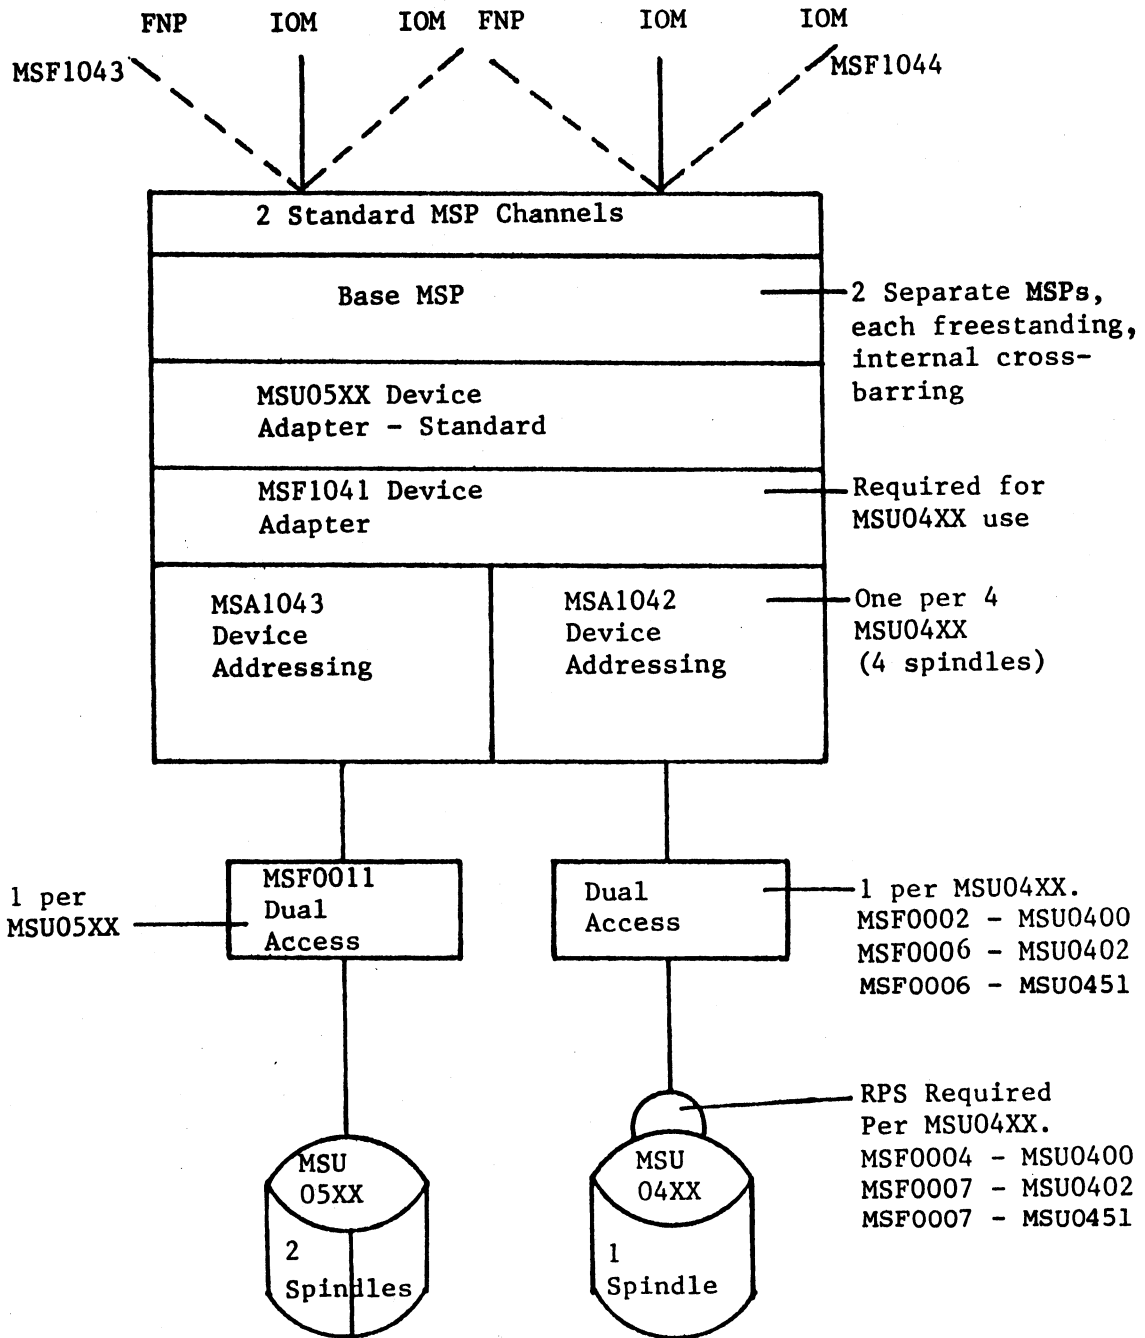 FNP IOM IOM FNP IOM IOM
MSF1043
MSF1044
2 Standard MSP Channels
Base MSP
2 Separate MSPs,
each freestanding,
internal cross-
barring
MSU05XX Device
Adapter - Standard
MSF1041 Device
Adapter
Required for
MSU04XX use
MSA1043
Device
Addressing
MSA1042
Device
Addressing
One per 4
MSU04XX
(4 spindles)
1 per
MSU05XX
MSF0011
Dual
Access
Dual
Access
1 per MSU04XX.
MSF0002 - MSU0400
MSF0006 - MSU0402
MSF0006 - MSU0451
RPS Required
Per MSU04XX.
MSF0004 - MSU0400
MSF0007 - MSU0402
MSF0007 - MSU0451
MSU
05XX
2
Spindles
MSU
04XX
1
Spindle